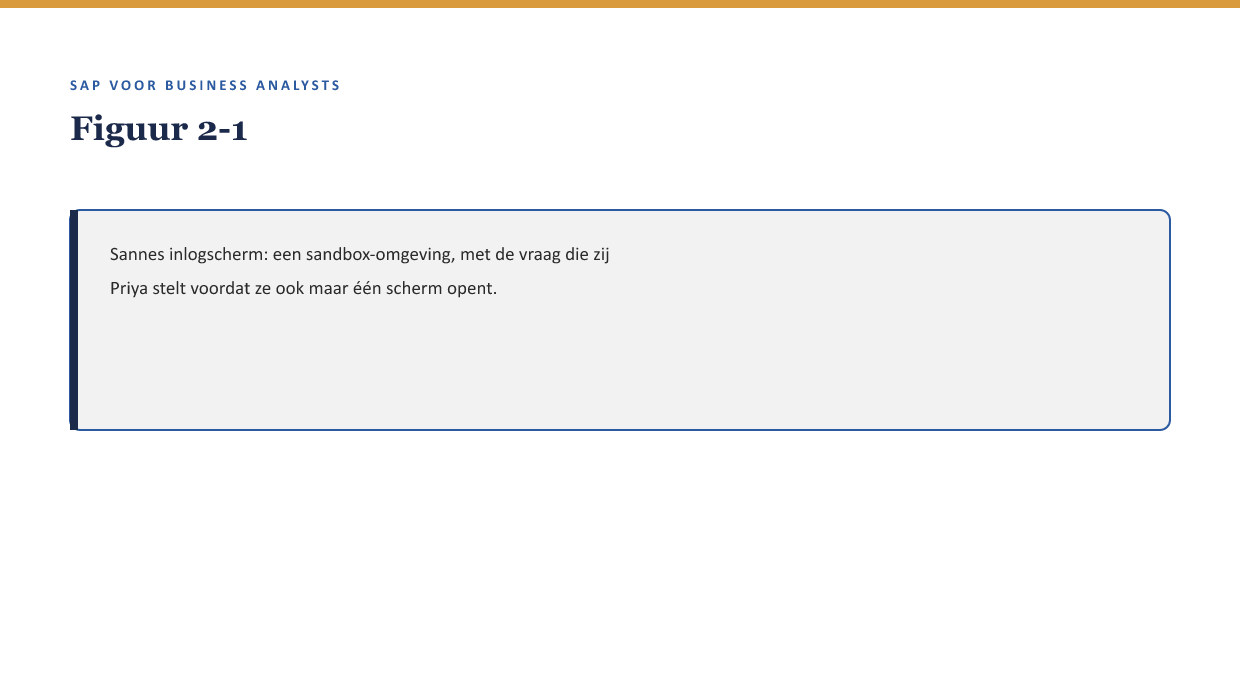 SAP VOOR BUSINESS ANALYSTS
Figuur 2-1
Sannes inlogscherm: een sandbox-omgeving, met de vraag die zij
Priya stelt voordat ze ook maar één scherm opent.